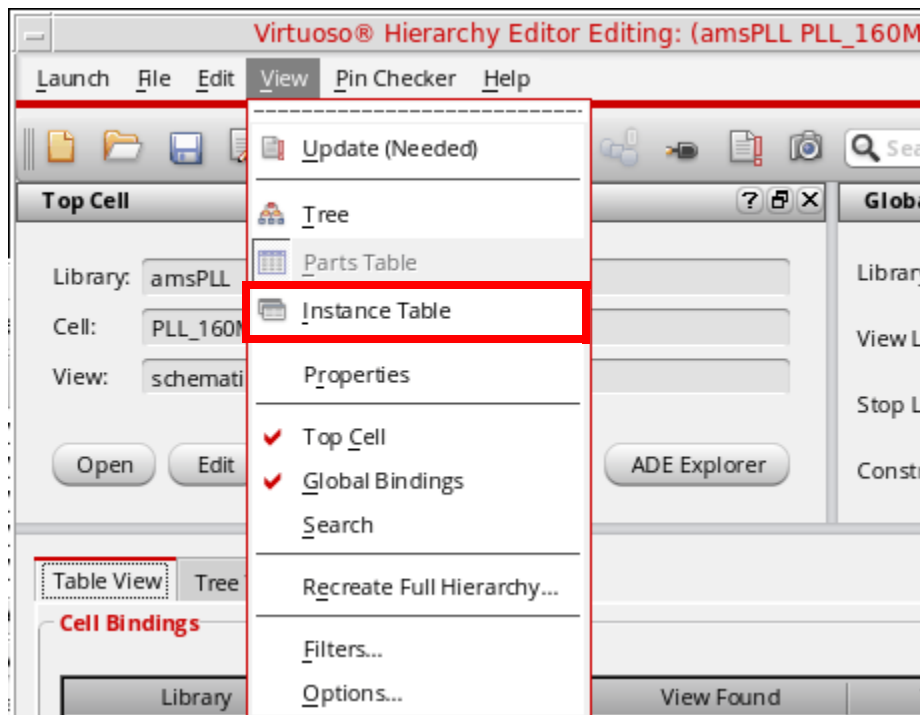 Virtuoso® Hierarchy Editor Editing: (amsPLL PLL_160M
Launch File Edit View Pin Checker Help
Update (Needed)
Tree
Parts Table
Instance Table
Properties
Top Cell
Global Bindings
Search
Recreate Full Hierarchy...
Filters...
Options...
Sea
Top Cell
Library: amsPLL
Cell: PLL_160M
View: schemati
Open Edit ADE Explorer
Globa
Library
View L
Stop L
Constr
Table View Tree
Cell Bindings
Library View Found